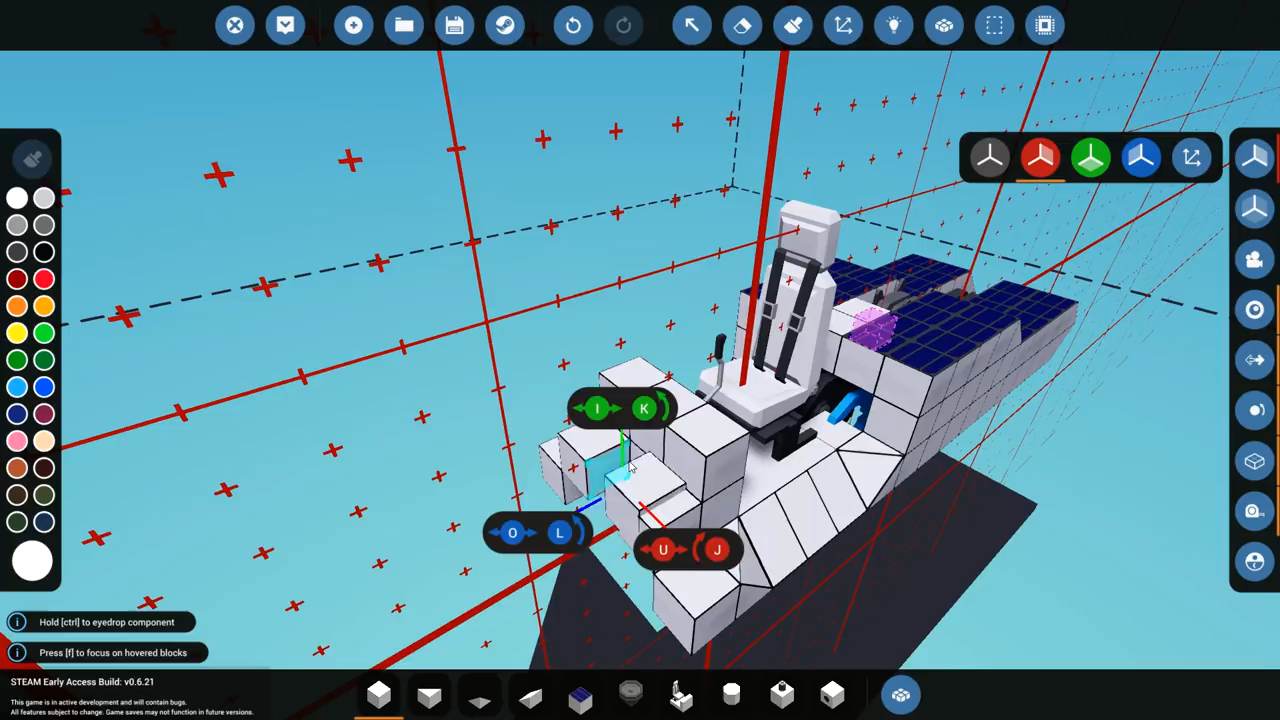 I K
O L
U J
Hold [ctrl] to eyedrop component
Press [f] to focus on hovered blocks
STEAM Early Access Build: v0.6.21
This game is in active development and will contain bugs.
All features subject to change. Game saves may not function in future versions.